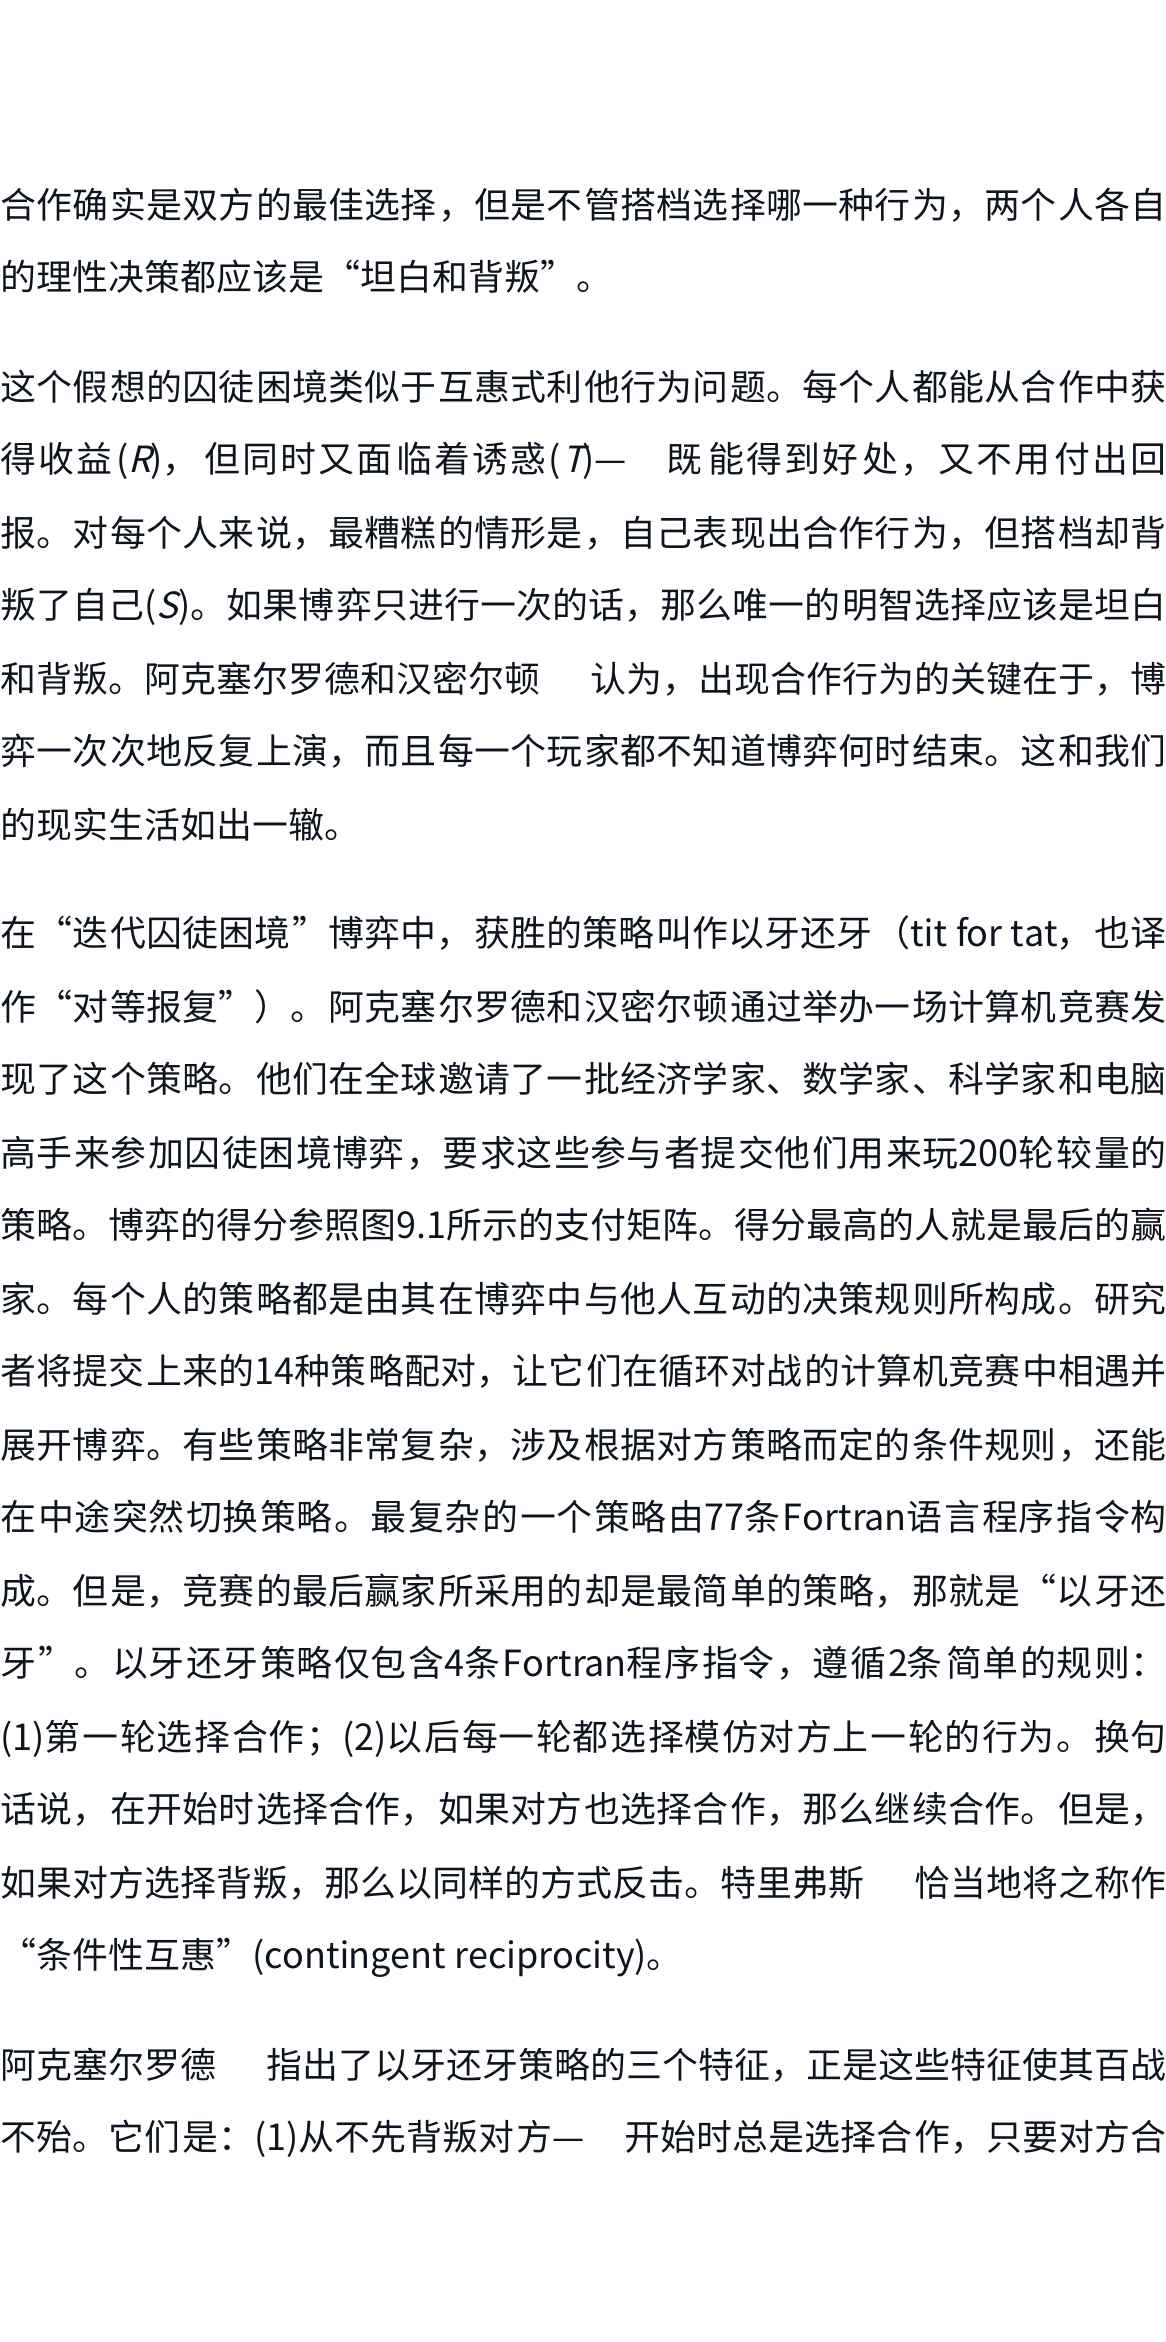 合作确实是双方的最佳选择，但是不管搭档选择哪一种行为，两个人各自
的理性决策都应该是“坦白和背叛”。
这个假想的囚徒困境类似于互惠式利他行为问题。每个人都能从合作中获
得收益(R)，但同时又面临着诱惑(T)— 既能得到好处，又不用付出回
报。对每个人来说，最糟糕的情形是，自己表现出合作行为，但搭档却背
叛了自己(S)。如果博弈只进行一次的话，那么唯一的明智选择应该是坦白
和背叛。阿克塞尔罗德和汉密尔顿 认为，出现合作行为的关键在于，博
弈一次次地反复上演，而且每一个玩家都不知道博弈何时结束。这和我们
的现实生活如出一辙。
在“迭代囚徒困境”博弈中，获胜的策略叫作以牙还牙（tit for tat，也译
作“对等报复”）。阿克塞尔罗德和汉密尔顿通过举办一场计算机竞赛发
现了这个策略。他们在全球邀请了一批经济学家、数学家、科学家和电脑
高手来参加囚徒困境博弈，要求这些参与者提交他们用来玩200轮较量的
策略。博弈的得分参照图9.1所示的支付矩阵。得分最高的人就是最后的赢
家。每个人的策略都是由其在博弈中与他人互动的决策规则所构成。研究
者将提交上来的14种策略配对，让它们在循环对战的计算机竞赛中相遇并
展开博弈。有些策略非常复杂，涉及根据对方策略而定的条件规则，还能
在中途突然切换策略。最复杂的一个策略由77条Fortran语言程序指令构
成。但是，竞赛的最后赢家所采用的却是最简单的策略，那就是“以牙还
牙”。以牙还牙策略仅包含4条Fortran程序指令，遵循2条简单的规则：
(1)第一轮选择合作；(2)以后每一轮都选择模仿对方上一轮的行为。换句
话说，在开始时选择合作，如果对方也选择合作，那么继续合作。但是，
如果对方选择背叛，那么以同样的方式反击。特里弗斯 恰当地将之称作
“条件性互惠”(contingent reciprocity)。
阿克塞尔罗德 指出了以牙还牙策略的三个特征，正是这些特征使其百战
不殆。它们是：(1)从不先背叛对方— 开始时总是选择合作，只要对方合